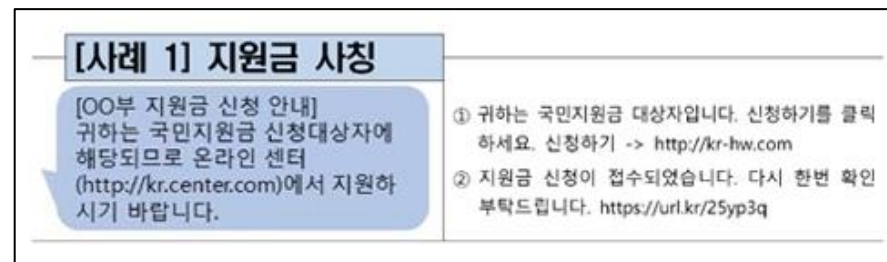 [사례 1] 지원금 사칭
[OO부 지원금 신청 안내]
귀하는 국민지원금 신청대상자에
해당되므로 온라인 센터
(http://kr.center.com)에서 지원하
시기 바랍니다.
① 귀하는 국민지원금 대상자입니다. 신청하기를 클릭
하세요. 신청하기 -> http://kr-hw.com
② 지원금 신청이 접수되었습니다. 다시 한번 확인
부탁드립니다. https://url.kr/25yp3q